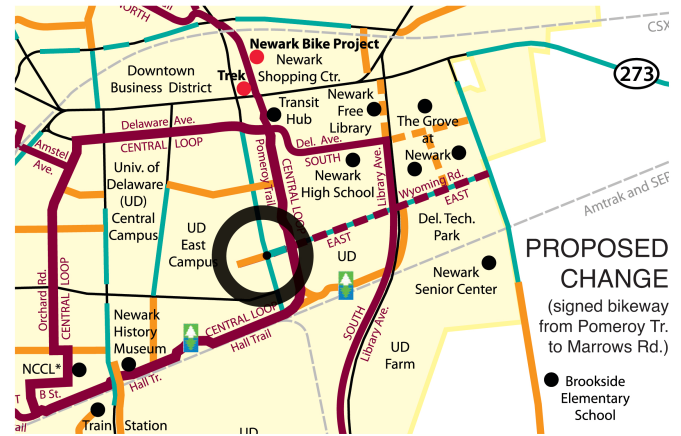 NORTH
CSX
Newark Bike Project
Newark
Shopping Ctr.
Trek
273
Downtown
Business District
Transit
Hub
Newark
Free
Library
The Grove
at
Newark
Delaware Ave.
CENTRAL LOOP
Del. Ave.
SOUTH
Amstel
Ave.
Univ. of
Delaware
(UD)
Central
Campus
Pomeroy Trail
CENTRAL LOOP
Newark
High School
Library Ave.
Wyoming Rd.
EAST
Amtrak and SEP
UD
East
Campus
EAST
UD
Del. Tech.
Park
PROPOSED
CHANGE
(signed bikeway
from Pomeroy Tr.
to Marrows Rd.)
Newark
Senior Center
Orchard Rd.
CENTRAL LOOP
Newark
History
Museum
CENTRAL LOOP
Hall Trail
SOUTH
Library Ave.
UD
Farm
NCCL*
B St.
Hall Tr.
Train Station
Brookside
Elementary
School
T
ail
UD